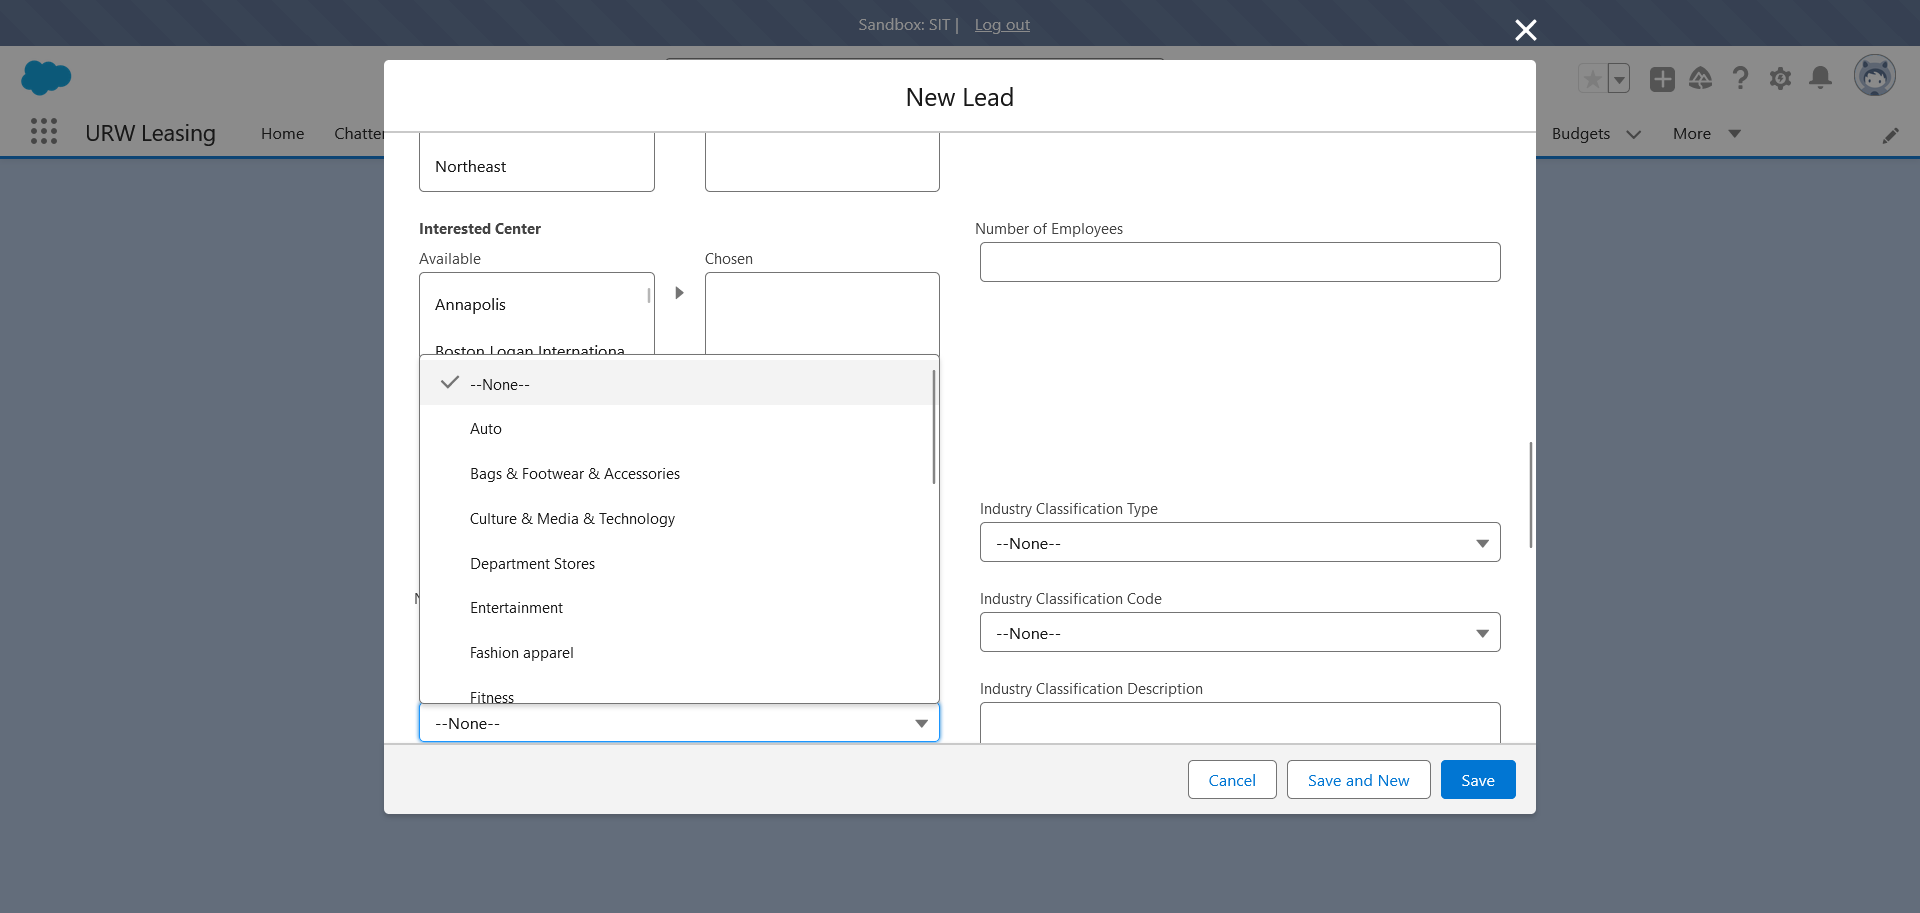 Sandbox: SIT | Log out
New Lead
URW Leasing
Home
Chatter
Budgets
More
Northeast
Interested Center
Number of Employees
Available
Chosen
Annapolis
Boston Logan Internationa
--None--
Auto
Bags & Footwear & Accessories
Culture & Media & Technology
Department Stores
Entertainment
Fashion apparel
Fitness
--None--
Industry Classification Type
--None--
Industry Classification Code
--None--
Industry Classification Description
Cancel
Save and New
Save